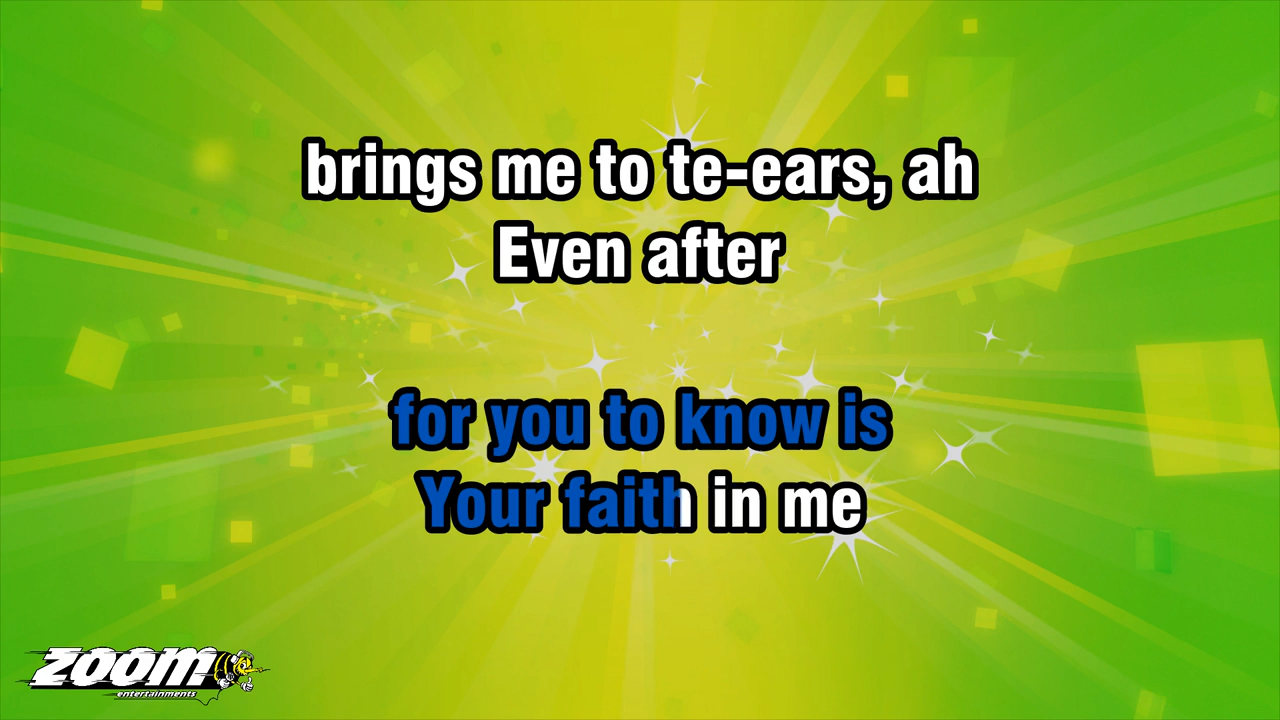 brings me to te-ears, ah
Even after
for you to know is
Your faith in me
ZOOM
entertainments